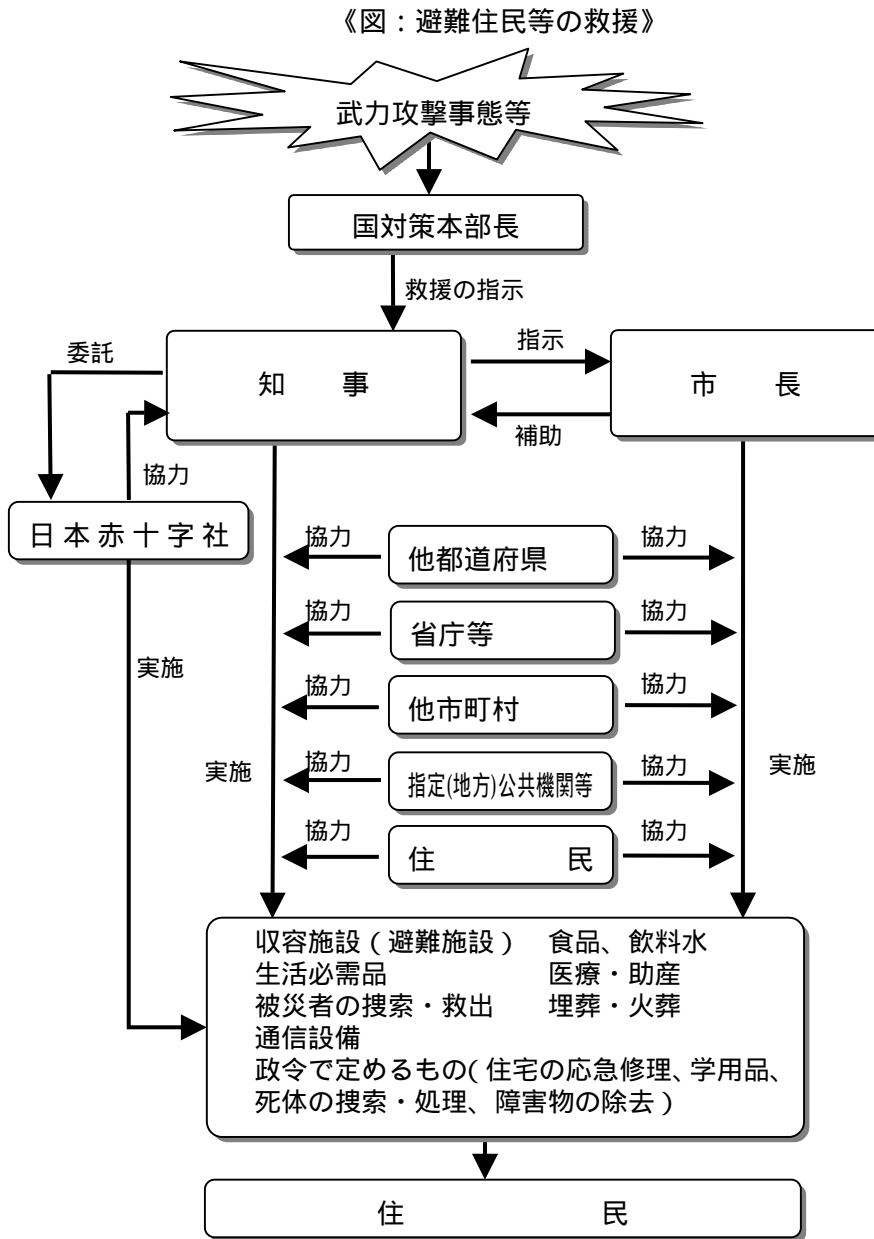 《図：避難住民等の救援》
武力攻撃事態等
国対策本部長
救援の指示
知　事
指示
市　長
補助
委託
協力
日本赤十字社
協力
他都道府県
協力
協力
省庁等
協力
実施
協力
他市町村
協力
実施
協力
指定(地方)公共機関等
協力
実施
協力
住　民
協力
収容施設（避難施設）　食品、飲料水
生活必需品　医療・助産
被災者の捜索・救出　埋葬・火葬
通信設備
政令で定めるもの（住宅の応急修理、学用品、
死体の捜索・処理、障害物の除去）
住　民